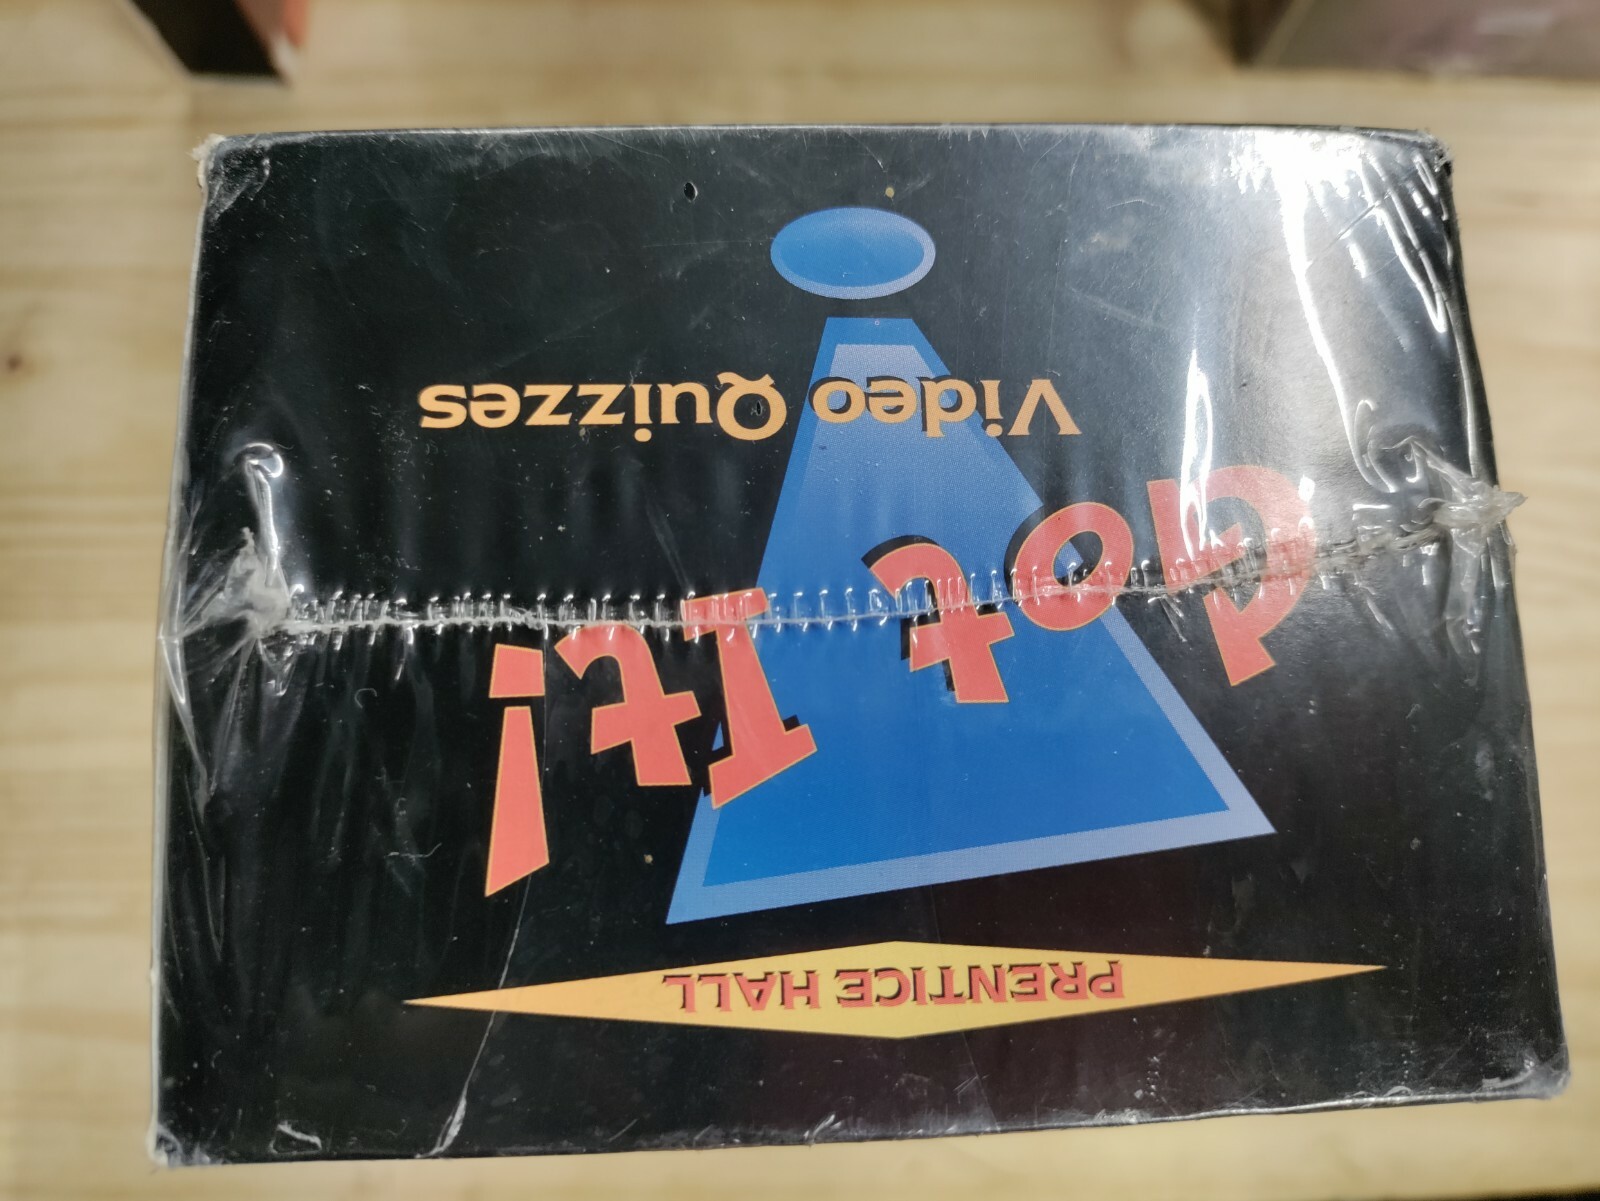 PRENTICE HALL
Got It!
Video Quizzes